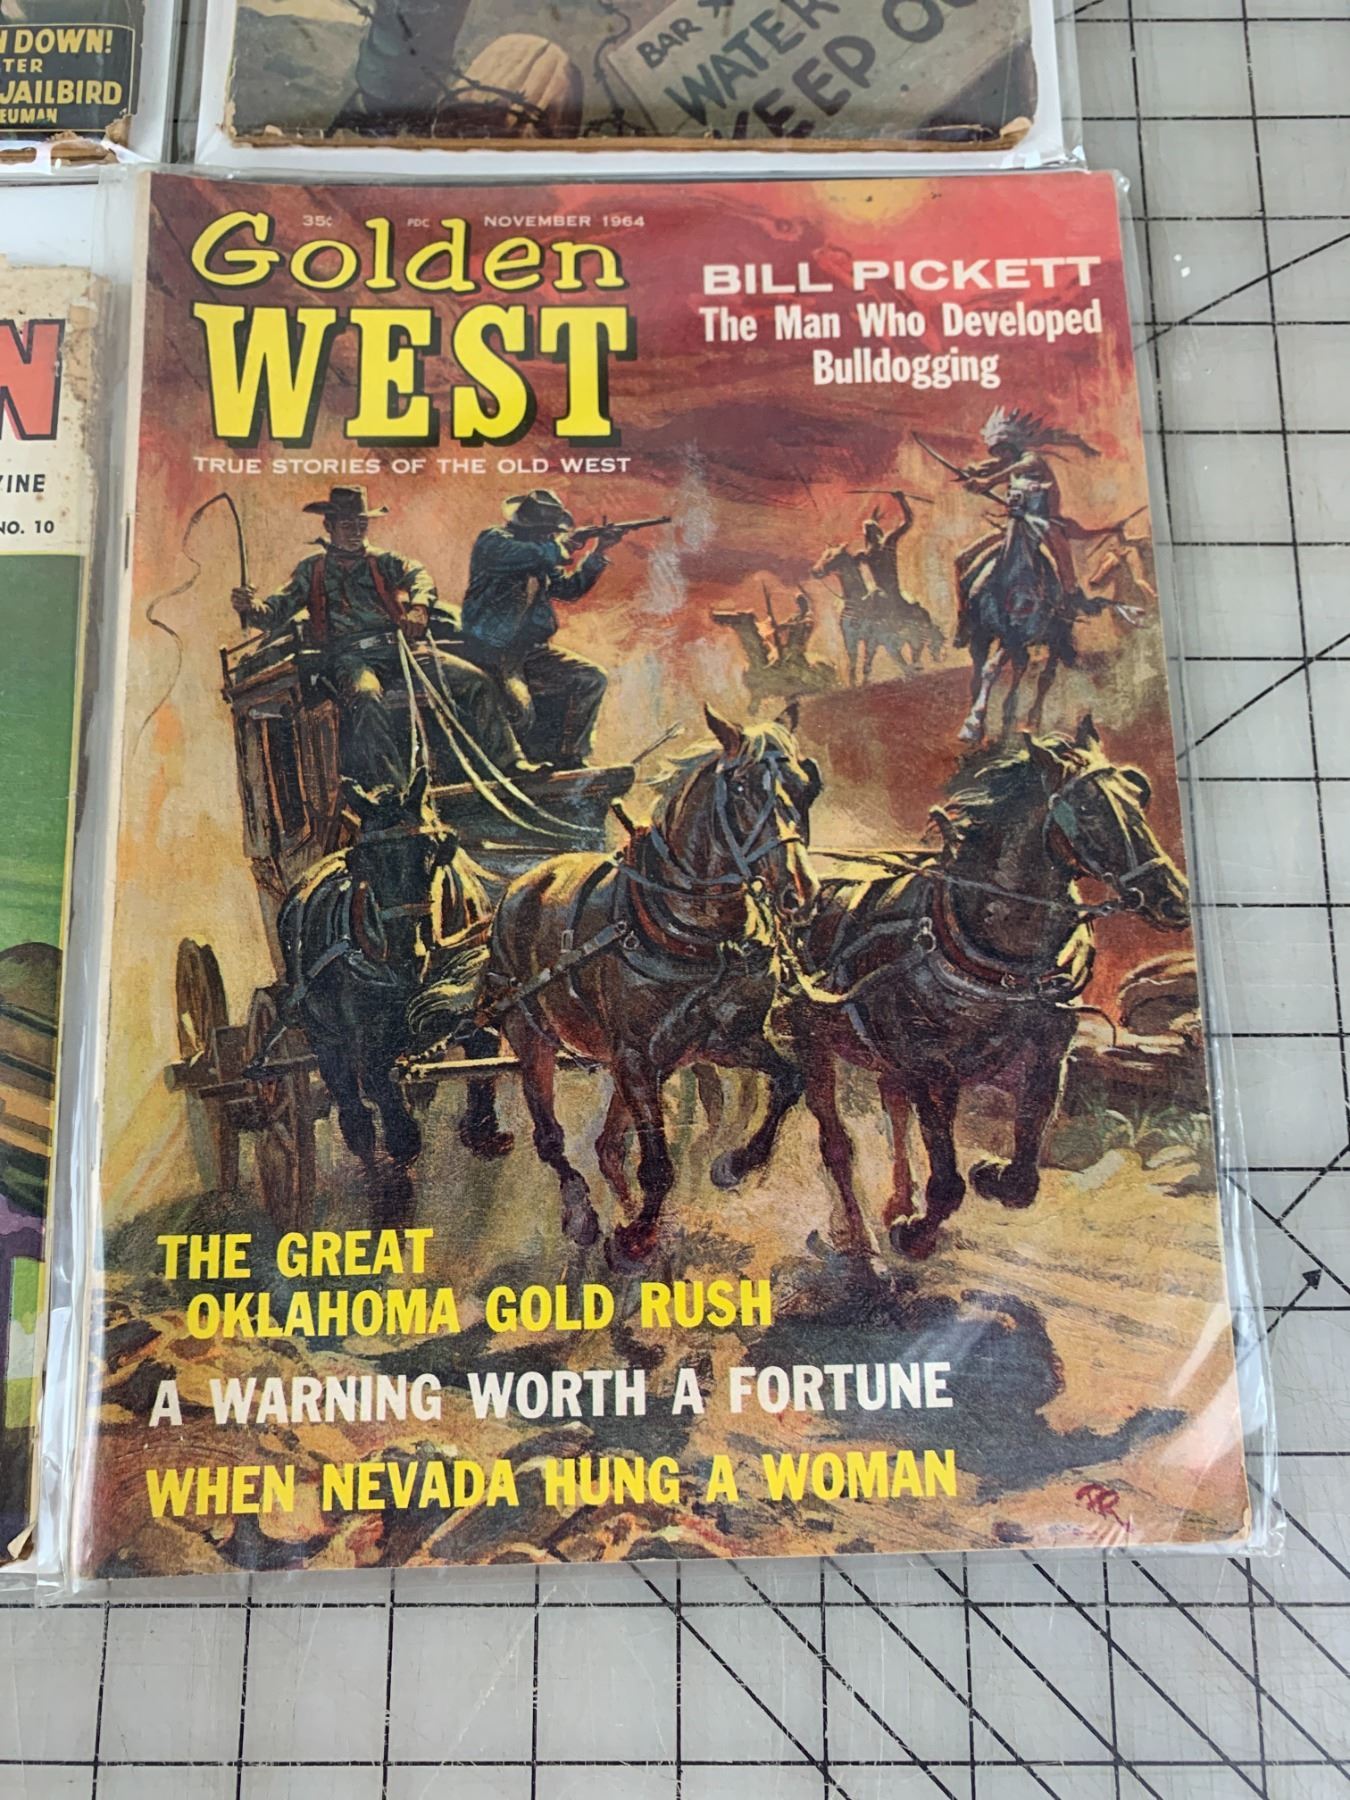 N DOWN!
TER
JAILBIRD
EUMAN
BAR X
WATER
KEEP OU
N
ZINE
NO. 10
35¢ PDC NOVEMBER 1964
Golden
WEST
TRUE STORIES OF THE OLD WEST
BILL PICKETT
The Man Who Developed
Bulldogging
THE GREAT
OKLAHOMA GOLD RUSH
A WARNING WORTH A FORTUNE
WHEN NEVADA HUNG A WOMAN